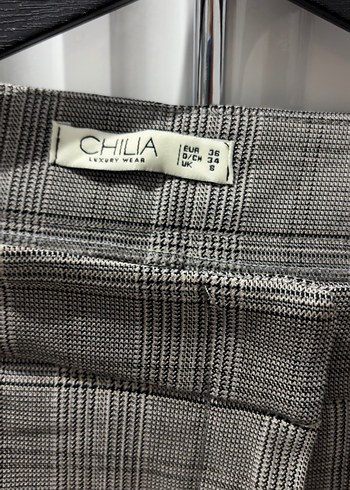 CHILIA
LUXURY WEAR
EUR 36
D/CH 34
UK 8